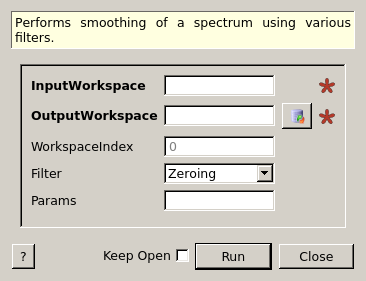 Performs smoothing of a spectrum using various
filters.
InputWorkspace
OutputWorkspace
WorkspaceIndex 0
Filter Zeroing
Params
? Keep Open Run Close